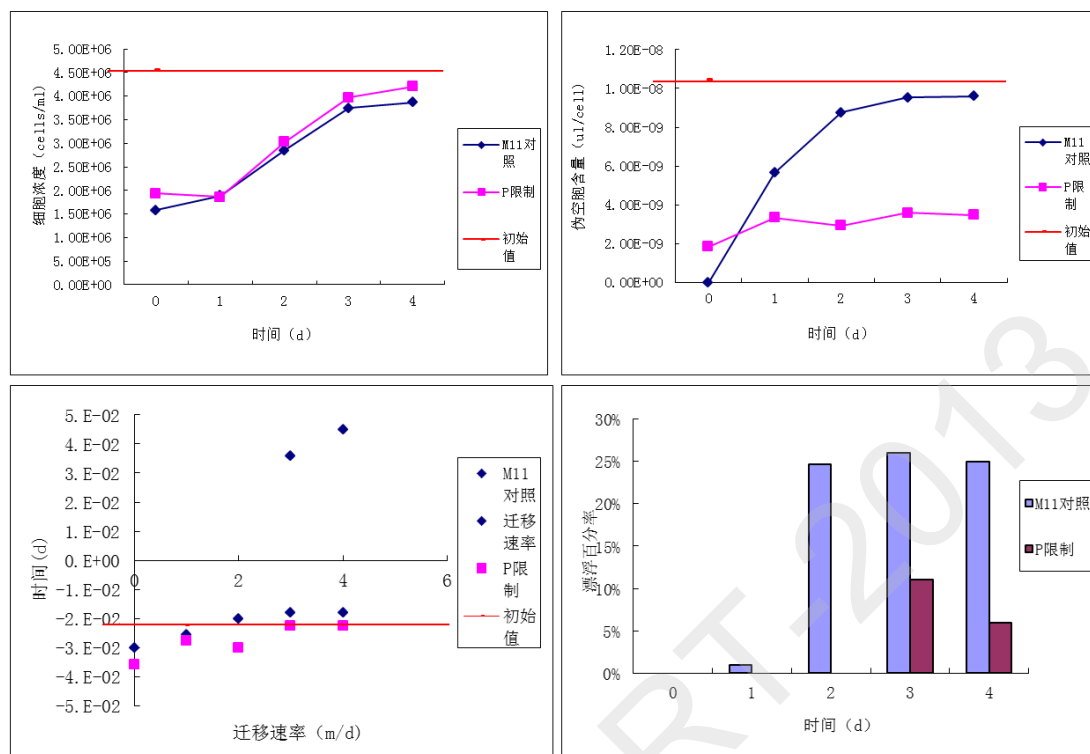 5.00E+06
4.50E+06
4.00E+06
3.50E+06
3.00E+06
2.50E+06
2.00E+06
1.50E+06
1.00E+06
5.00E+05
0.00E+00
细胞浓度（cells/ml）
0 1 2 3 4
时间（d）
M11对
照
P限制
初始
值
1.20E-08
1.00E-08
8.00E-09
6.00E-09
4.00E-09
2.00E-09
0.00E+00
伪空胞含量（ul/cell）
0 1 2 3 4
时间（d）
M11对
照
P限
制
初始
值
5.E-02
4.E-02
3.E-02
2.E-02
1.E-02
0.E+00
-1.E-02
-2.E-02
-3.E-02
-4.E-02
-5.E-02
时间(d)
0 2 4 6
迁移速率（m/d）
M11
对照
迁移
速率
P限
制
初始
值
30%
25%
20%
15%
10%
5%
0%
漂浮百分率
0 1 2 3 4
时间（d）
M11对照
P限制
RT-2013